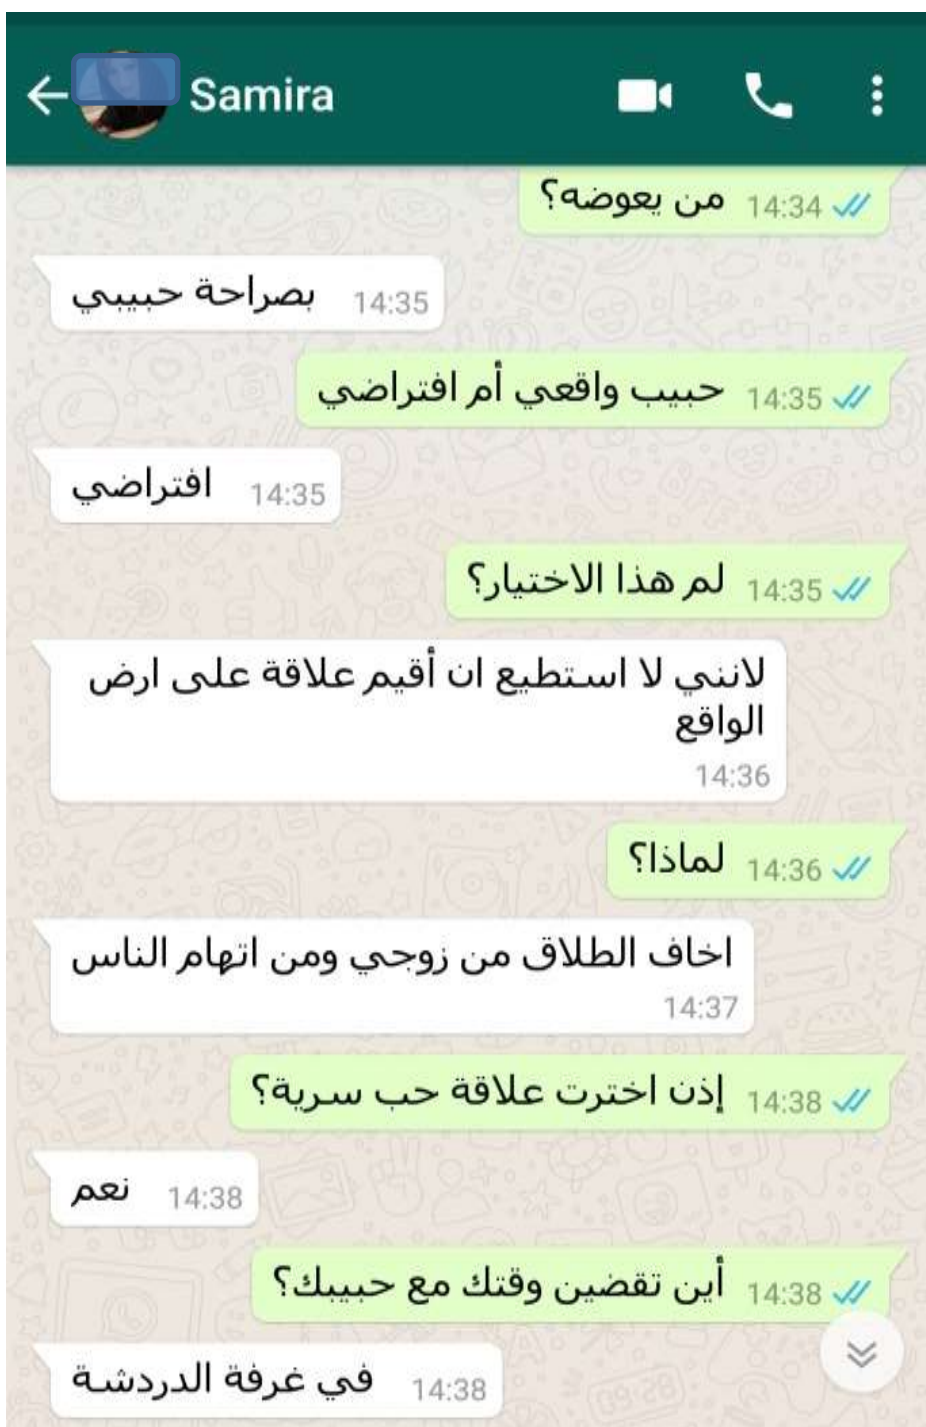 Samira
من يعوضه؟ 14:34
بصراحة حبيبي 14:35
حبيب واقعي أم افتراضي 14:35
افتراضي 14:35
لم هذا الاختيار؟ 14:35
لانني لا استطيع ان أقيم علاقة على ارض
الواقع
14:36
لماذا؟ 14:36
اخاف الطلاق من زوجي ومن اتهام الناس
14:37
إذن اخترت علاقة حب سرية؟ 14:38
نعم 14:38
أين تقضين وقتك مع حبيبك؟ 14:38
في غرفة الدردشة 14:38